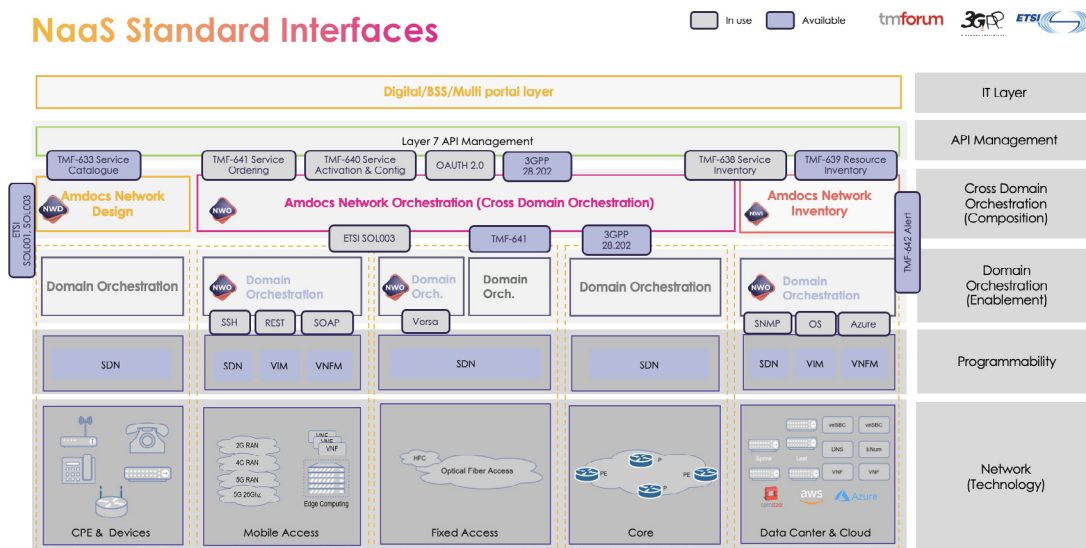 NaaS Standard Interfaces
In use
Available
tmforum
3GPP
ETSI
Digital/BSS/Multi portal layer
IT Layer
Layer 7 API Management
API Management
TMF-633 Service
Catalogue
TMF-641 Service
Ordering
TMF-640 Service
Activation & Contig
OAUTH 2.0
3GPP
28.202
TMF-638 Service
Inventory
TMF-639 Resource
Inventory
ETSI
SOL001, SOL003
NWD
Amdocs Network
Design
NWO
Amdocs Network Orchestration (Cross Domain Orchestration)
NWI
Amdocs Network
Inventory
TMF-642 Alert
Cross Domain
Orchestration
(Composition)
ETSI SOL003
TMF-641
3GPP
28.202
Domain Orchestration
NWO
Domain
Orchestration
NWO
Domain
Orch.
Domain
Orch.
Domain Orchestration
NWO
Domain
Orchestration
Domain
Orchestration
(Enablement)
SSH
REST
SOAP
Versa
SNMP
OS
Azure
SDN
SDN
VIM
VNFM
SDN
SDN
SDN
VIM
VNFM
Programmability
2G RAN
4G RAN
5G RAN
5G 26Ghz
VNF
VNF
VNF
Edge Computing
HFC
Optical Fiber Access
PE
P
P
PE
Spine
Leaf
veSBC
veSBC
DNS
ENum
VNF
VNF
aws
Azure
CPE & Devices
Mobile Access
Fixed Access
Core
Data Canter & Cloud
Network
(Technology)